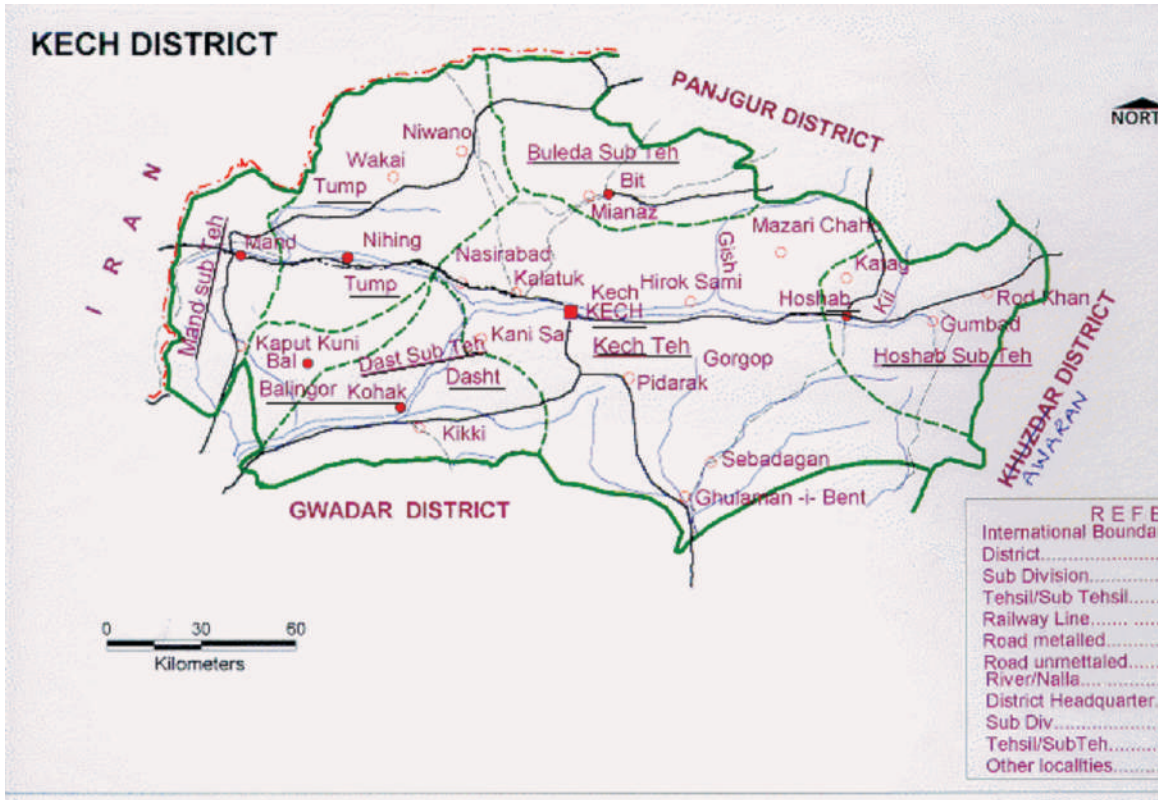 KECH DISTRICT
PANJGUR DISTRICT
NORT
I R A N
Niwano
Wakai
Tump
Buleda Sub Teh
Bit
Mianaz
Mazari Chah
Mand
Mand sub Teh
Nihing
Tump
Nasirabad
Kalatuk
Gish
Hirok Sami
Kech
KECH
Kech Teh
Hoshab
Kil
Rod Khan
Gumbad
Hoshab Sub Teh
Kaput Kuni
Bal
Balingor
Dast Sub Teh
Kani Sa
Dasht
Kohak
Kikki
Gorgop
Pidarak
Sebadagan
Ghulaman -i- Bent
KHUZDAR DISTRICT
AWARAN
GWADAR DISTRICT
0 30 60
Kilometers
R E F E
International Bounda
District
Sub Division
Tehsil/Sub Tehsil
Railway Line
Road metalled
Road unmettaled
River/Nalla
District Headquarter
Sub Div
Tehsil/SubTeh
Other localities